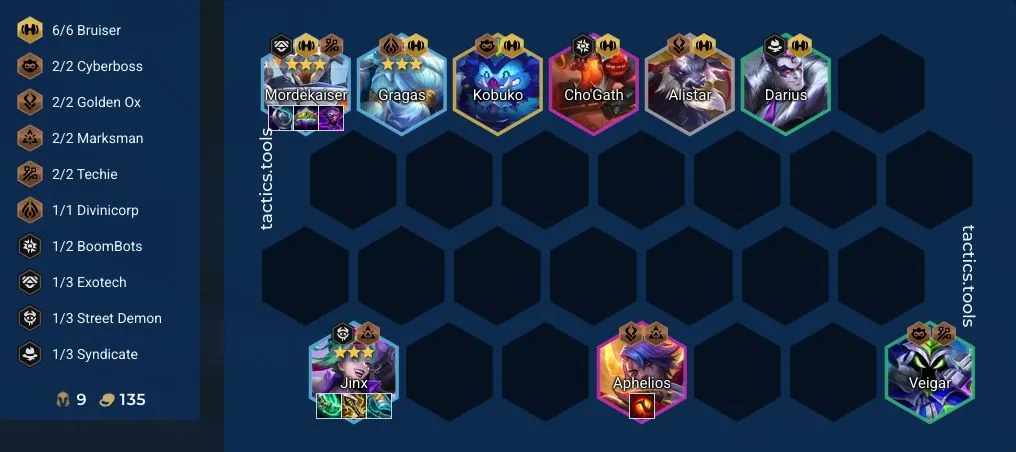 6/6 Bruiser
2/2 Cyberboss
2/2 Golden Ox
2/2 Marksman
2/2 Techie
1/1 Divinicorp
1/2 BoomBots
1/3 Exotech
1/3 Street Demon
1/3 Syndicate
9 135
Mordekaiser
Gragas
Kobuko
Cho'Gath
Alistar
Darius
tactics.tools
tactics.tools
Jinx
Aphelios
Veigar